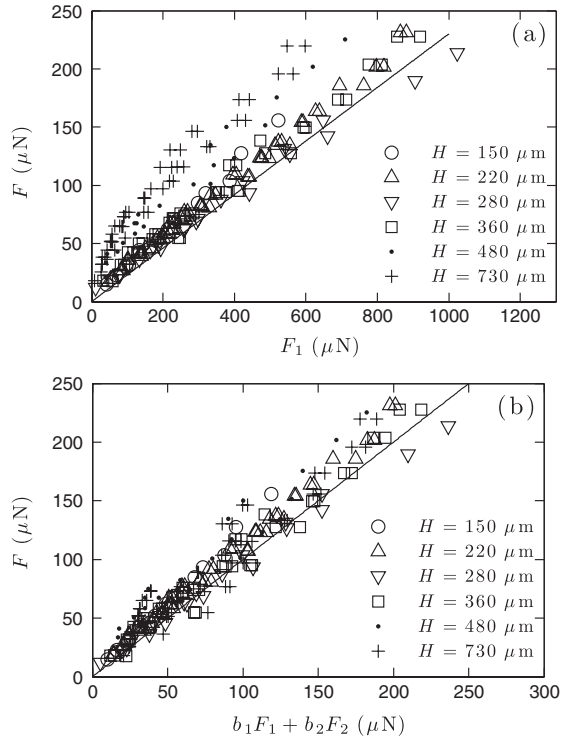 250
200
150
100
50
0
F (μN)
(a)
H = 150 μm
H = 220 μm
H = 280 μm
H = 360 μm
H = 480 μm
H = 730 μm
0 200 400 600 800 1000 1200
F₁ (μN)
250
200
150
100
50
0
F (μN)
(b)
H = 150 μm
H = 220 μm
H = 280 μm
H = 360 μm
H = 480 μm
H = 730 μm
0 50 100 150 200 250 300
b₁F₁ + b₂F₂ (μN)